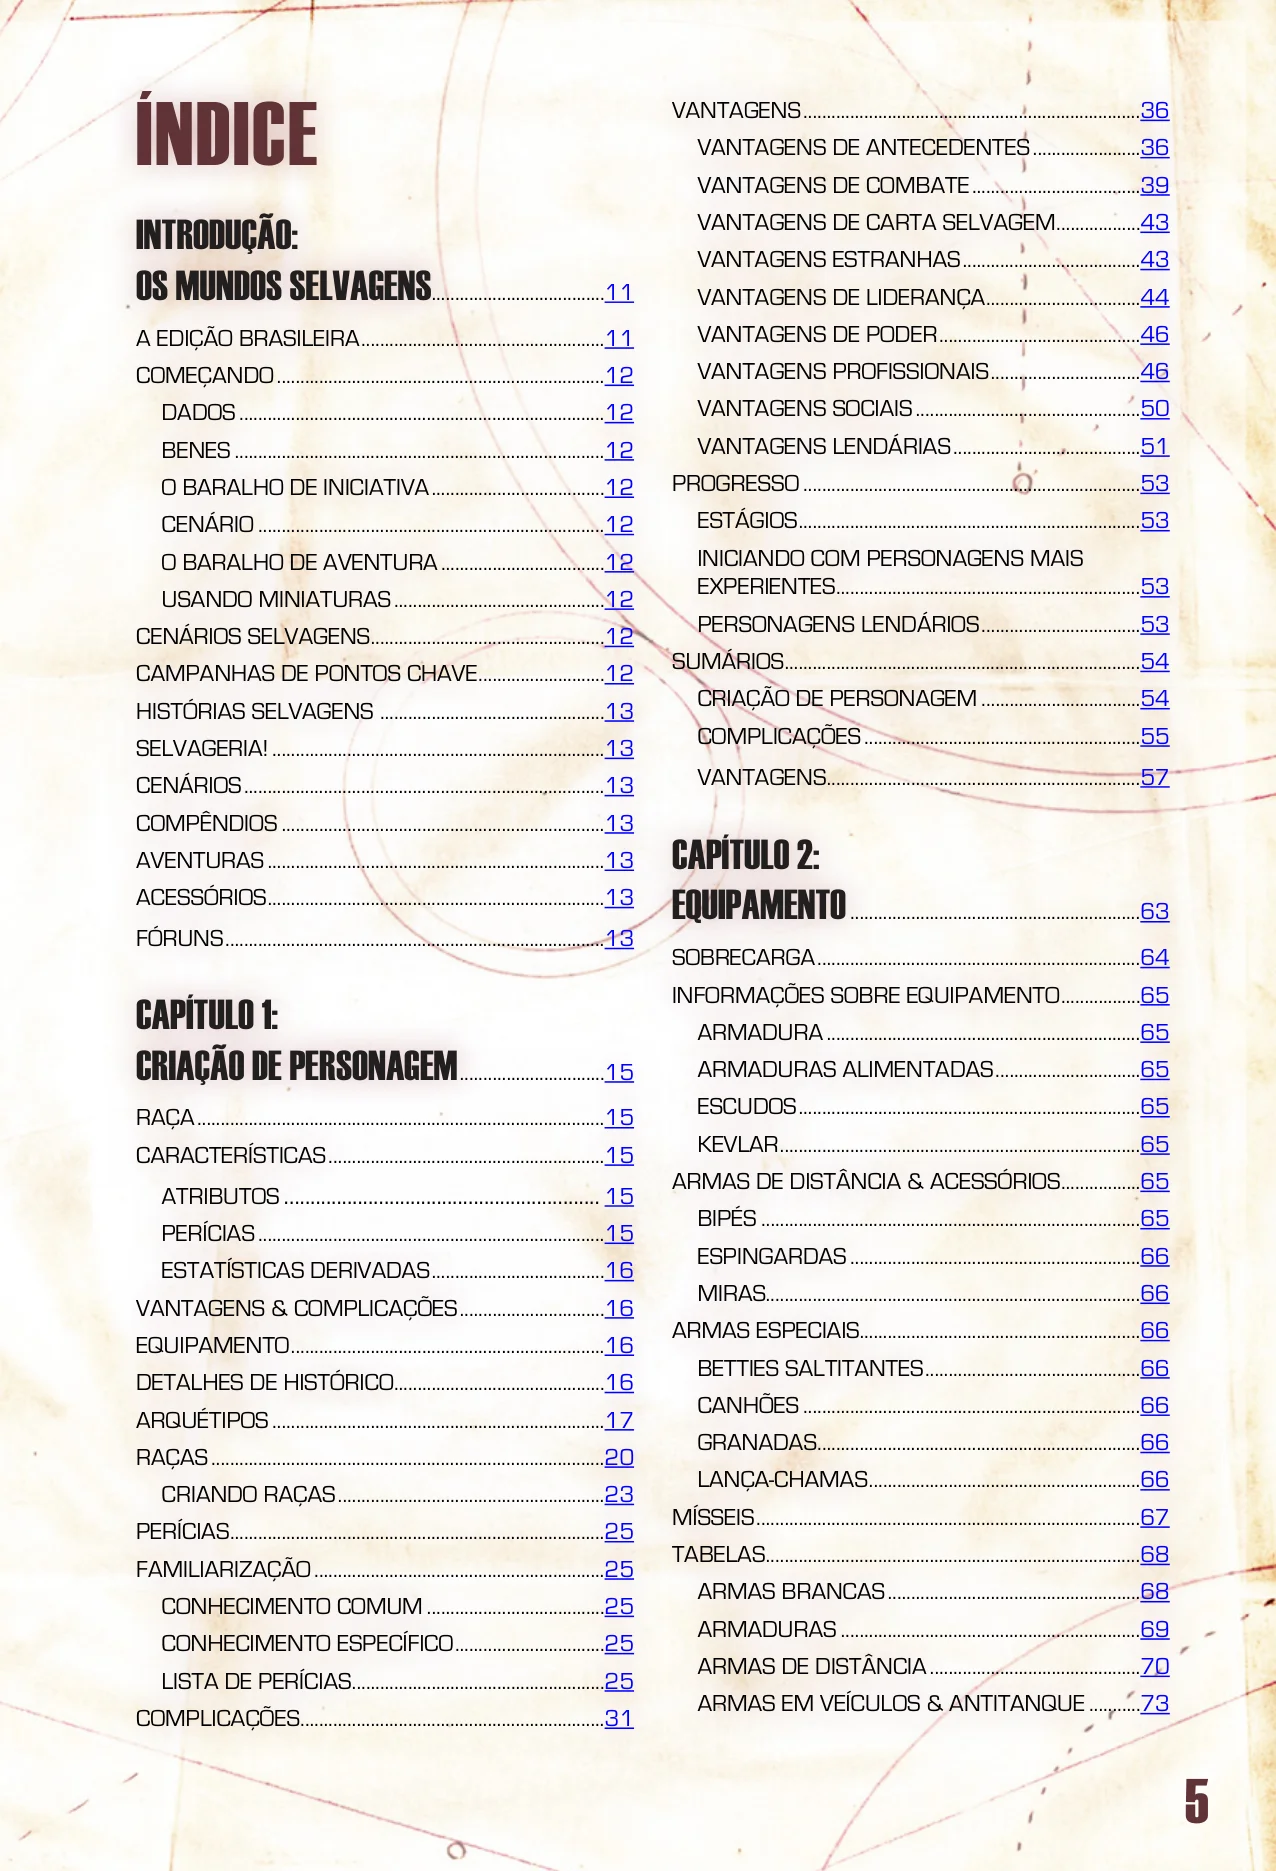 ÍNDICE
INTRODUÇÃO:
OS MUNDOS SELVAGENS....................................11
A EDIÇÃO BRASILEIRA....................................11
COMEÇANDO....................................12
DADOS....................................12
BENES....................................12
O BARALHO DE INICIATIVA....................................12
CENÁRIO....................................12
O BARALHO DE AVENTURA....................................12
USANDO MINIATURAS....................................12
CENÁRIOS SELVAGENS....................................12
CAMPANHAS DE PONTOS CHAVE....................................12
HISTÓRIAS SELVAGENS....................................13
SELVAGERIA!....................................13
CENÁRIOS....................................13
COMPÊNDIOS....................................13
AVENTURAS....................................13
ACESSÓRIOS....................................13
FÓRUNS....................................13
CAPÍTULO 1:
CRIAÇÃO DE PERSONAGEM....................................15
RAÇA....................................15
CARACTERÍSTICAS....................................15
ATRIBUTOS....................................15
PERÍCIAS....................................15
ESTATÍSTICAS DERIVADAS....................................16
VANTAGENS & COMPLICAÇÕES....................................16
EQUIPAMENTO....................................16
DETALHES DE HISTÓRICO....................................16
ARQUÉTIPOS....................................17
RAÇAS....................................20
CRIANDO RAÇAS....................................23
PERÍCIAS....................................25
FAMILIARIZAÇÃO....................................25
CONHECIMENTO COMUM....................................25
CONHECIMENTO ESPECÍFICO....................................25
LISTA DE PERÍCIAS....................................25
COMPLICAÇÕES....................................31
VANTAGENS....................................36
VANTAGENS DE ANTECEDENTES....................................36
VANTAGENS DE COMBATE....................................39
VANTAGENS DE CARTA SELVAGEM....................................43
VANTAGENS ESTRANHAS....................................43
VANTAGENS DE LIDERANÇA....................................44
VANTAGENS DE PODER....................................46
VANTAGENS PROFISSIONAIS....................................46
VANTAGENS SOCIAIS....................................50
VANTAGENS LENDÁRIAS....................................51
PROGRESSO....................................53
ESTÁGIOS....................................53
INICIANDO COM PERSONAGENS MAIS
EXPERIENTES....................................53
PERSONAGENS LENDÁRIOS....................................53
SUMÁRIOS....................................54
CRIAÇÃO DE PERSONAGEM....................................54
COMPLICAÇÕES....................................55
VANTAGENS....................................57
CAPÍTULO 2:
EQUIPAMENTO....................................63
SOBRECARGA....................................64
INFORMAÇÕES SOBRE EQUIPAMENTO....................................65
ARMADURA....................................65
ARMADURAS ALIMENTADAS....................................65
ESCUDOS....................................65
KEVLAR....................................65
ARMAS DE DISTÂNCIA & ACESSÓRIOS....................................65
BIPÉS....................................65
ESPINGARDAS....................................66
MIRAS....................................66
ARMAS ESPECIAIS....................................66
BETTIES SALTITANTES....................................66
CANHÕES....................................66
GRANADAS....................................66
LANÇA-CHAMAS....................................66
MÍSSEIS....................................67
TABELAS....................................68
ARMAS BRANCAS....................................68
ARMADURAS....................................69
ARMAS DE DISTÂNCIA....................................70
ARMAS EM VEÍCULOS & ANTITANQUE...........73
5